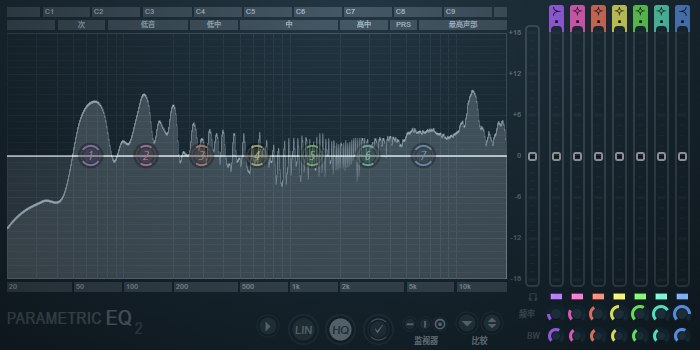 C1 C2 C3 C4 C5 C6 C7 C8 C9
次 低音 低中 中 高中 PRS 最高声部
+18
+12
+6
0
-6
-12
-18
1 2 3 4 5 6 7
20 50 100 200 500 1k 2k 5k 10k
频率
BW
PARAMETRIC EQ 2
LIN HQ
监视器 比较